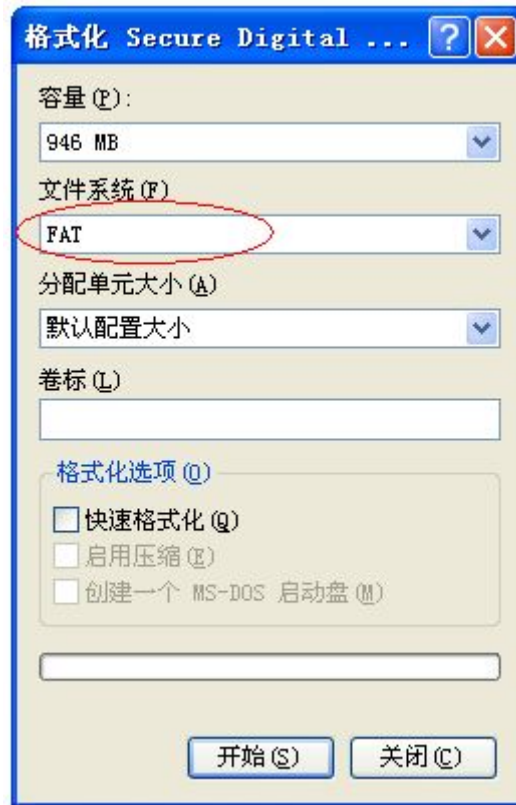 格式化 Secure Digital ...
容量(P):
946 MB
文件系统(F)
FAT
分配单元大小(A)
默认配置大小
卷标(L)
格式化选项(O)
快速格式化(Q)
启用压缩(E)
创建一个 MS-DOS 启动盘(M)
开始(S) 关闭(C)